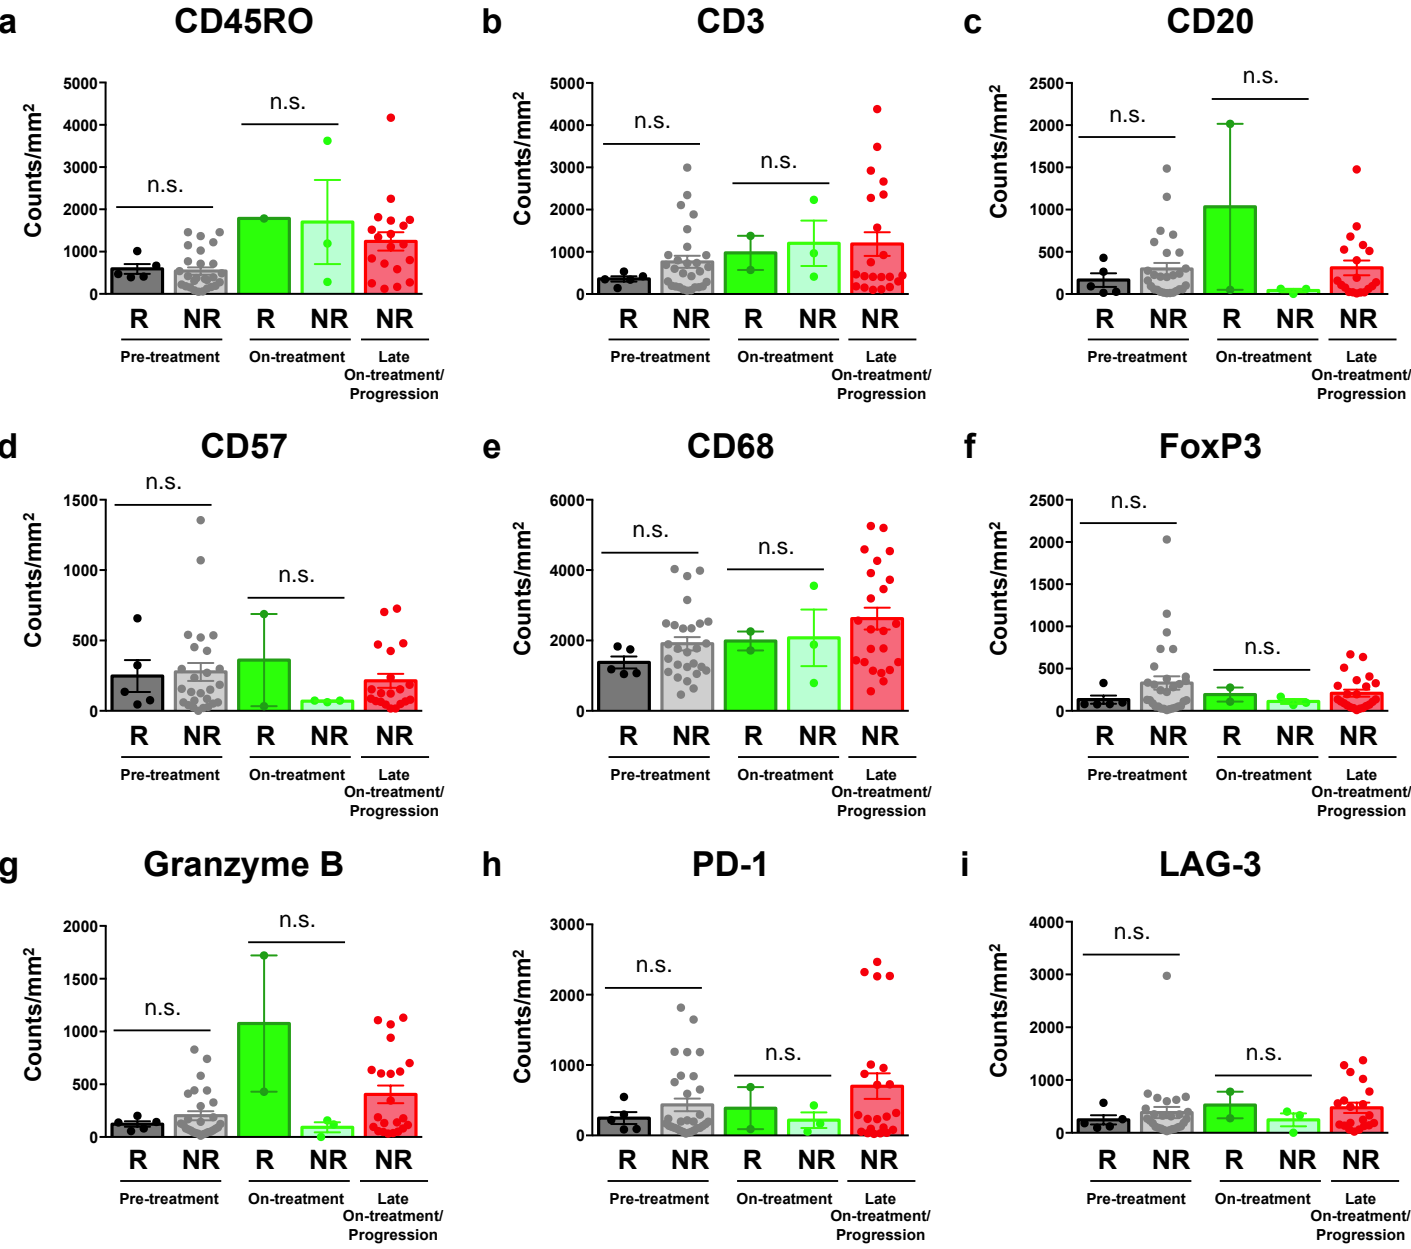 a CD45RO
Counts/mm²
5000
4000
3000
2000
1000
0
n.s.
n.s.
R NR R NR NR
Pre-treatment On-treatment Late
On-treatment/
Progression
b CD3
Counts/mm²
5000
4000
3000
2000
1000
0
n.s.
n.s.
R NR R NR NR
Pre-treatment On-treatment Late
On-treatment/
Progression
c CD20
Counts/mm²
2500
2000
1500
1000
500
0
n.s.
n.s.
R NR R NR NR
Pre-treatment On-treatment Late
On-treatment/
Progression
d CD57
Counts/mm²
1500
1000
500
0
n.s.
n.s.
R NR R NR NR
Pre-treatment On-treatment Late
On-treatment/
Progression
e CD68
Counts/mm²
6000
4000
2000
0
n.s.
n.s.
R NR R NR NR
Pre-treatment On-treatment Late
On-treatment/
Progression
f FoxP3
Counts/mm²
2500
2000
1500
1000
500
0
n.s.
n.s.
R NR R NR NR
Pre-treatment On-treatment Late
On-treatment/
Progression
g Granzyme B
Counts/mm²
2000
1500
1000
500
0
n.s.
n.s.
R NR R NR NR
Pre-treatment On-treatment Late
On-treatment/
Progression
h PD-1
Counts/mm²
3000
2000
1000
0
n.s.
n.s.
R NR R NR NR
Pre-treatment On-treatment Late
On-treatment/
Progression
i LAG-3
Counts/mm²
4000
3000
2000
1000
0
n.s.
n.s.
R NR R NR NR
Pre-treatment On-treatment Late
On-treatment/
Progression